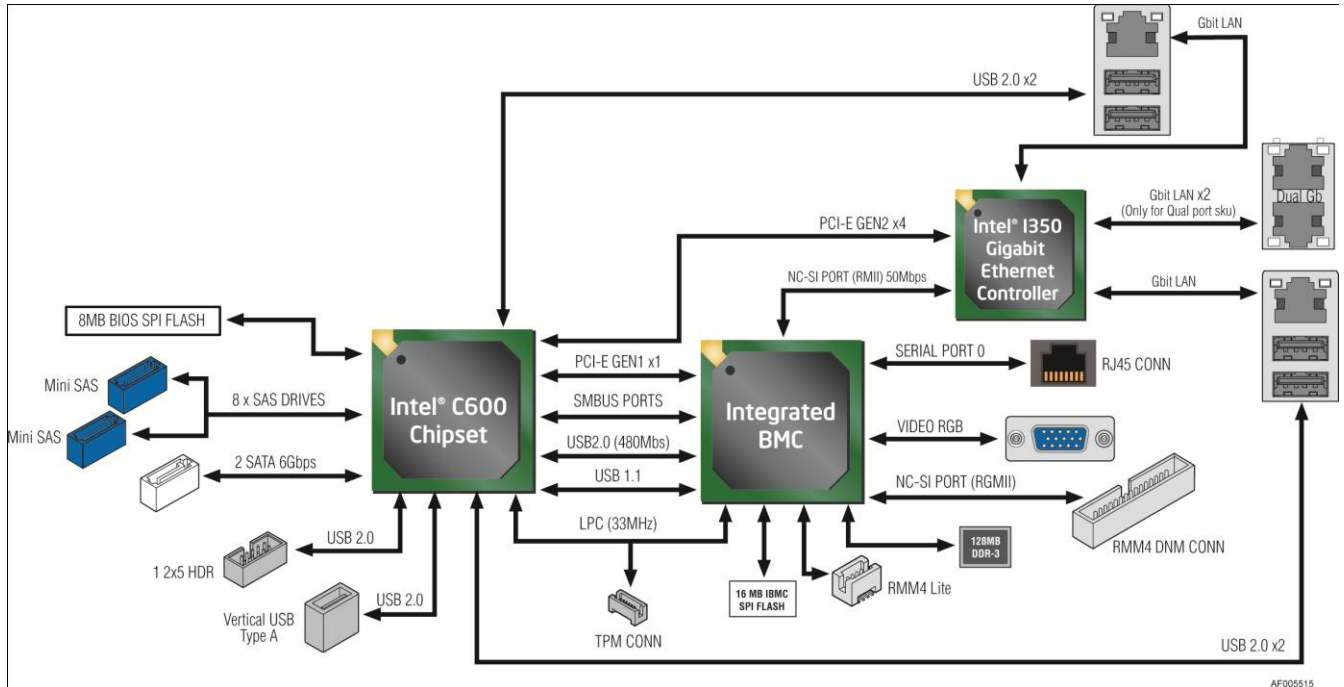 Gbit LAN
USB 2.0 x2
Dual Gb
Gbit LAN x2
(Only for Qual port sku)
Intel® I350
Gigabit
Ethernet
Controller
PCI-E GEN2 x4
NC-SI PORT (RMII) 50Mbps
Gbit LAN
8MB BIOS SPI FLASH
Mini SAS
Mini SAS
8 x SAS DRIVES
2 SATA 6Gbps
Intel® C600
Chipset
PCI-E GEN1 x1
SMBUS PORTS
USB2.0 (480Mbs)
USB 1.1
LPC (33MHz)
Integrated
BMC
SERIAL PORT 0
RJ45 CONN
VIDEO RGB
NC-SI PORT (RGMII)
RMM4 DNM CONN
USB 2.0
1 2x5 HDR
USB 2.0
Vertical USB
Type A
TPM CONN
16 MB IBMC
SPI FLASH
RMM4 Lite
128MB
DDR-3
USB 2.0 x2
AF005515